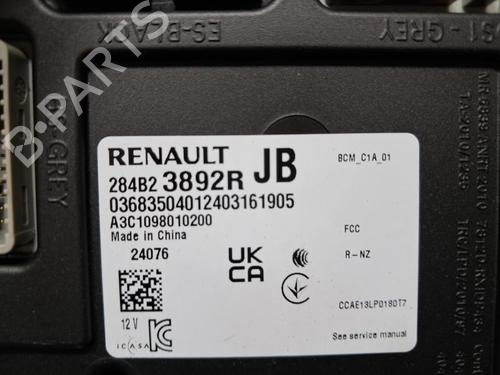 ES-BLACK
S1 - GREY
-GREY
B-PARTS
RENAULT JB
BCM_C1A_01
284B2 3892R
03683504012403161905
A3C1098010200
Made in China
24076
FCC
R-NZ
UK
CA
CCAE13LP0180T7
12V
ICASA
See service manual